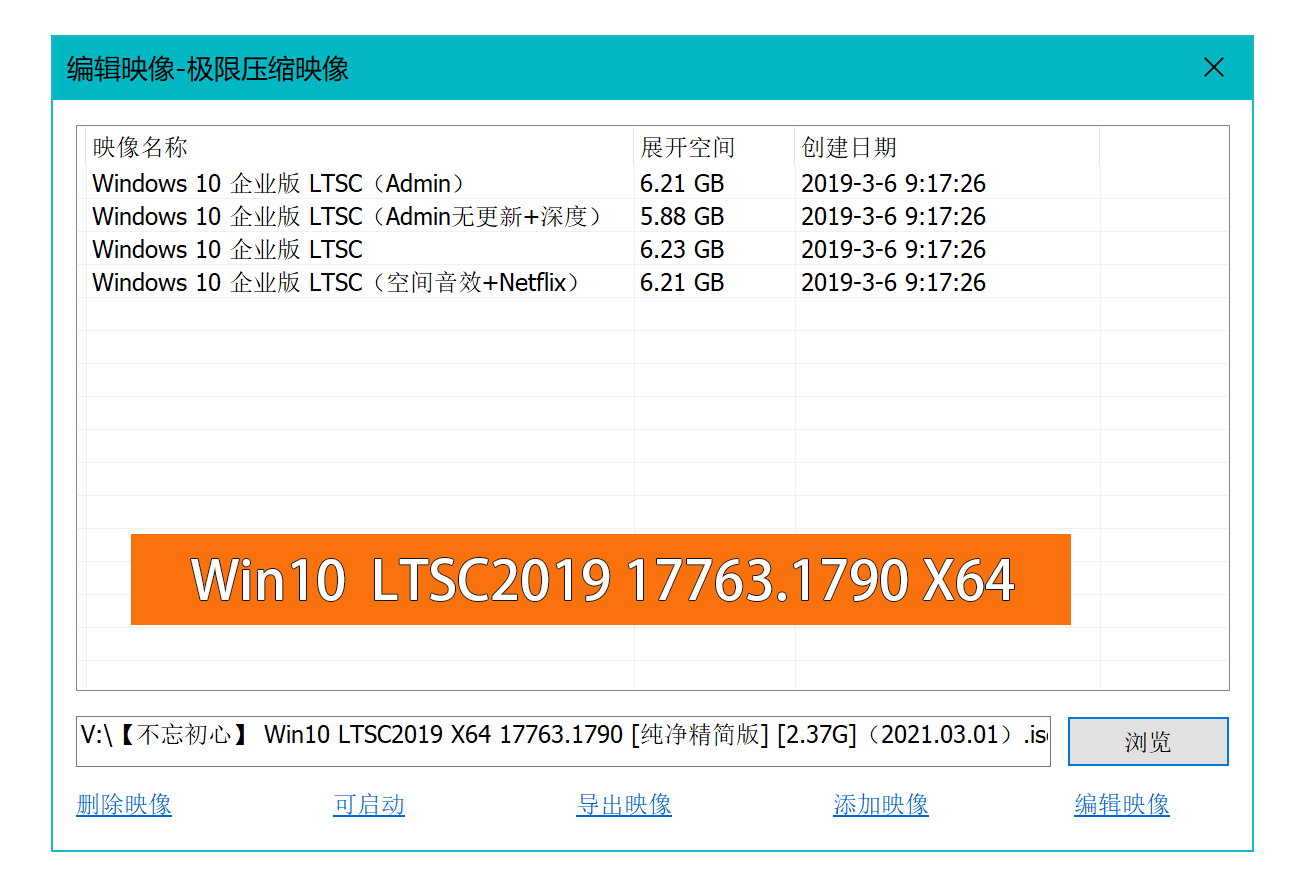 编辑映像-极限压缩映像
映像名称 展开空间 创建日期
Windows 10 企业版 LTSC（Admin） 6.21 GB 2019-3-6 9:17:26
Windows 10 企业版 LTSC（Admin无更新+深度） 5.88 GB 2019-3-6 9:17:26
Windows 10 企业版 LTSC 6.23 GB 2019-3-6 9:17:26
Windows 10 企业版 LTSC（空间音效+Netflix） 6.21 GB 2019-3-6 9:17:26
Win10 LTSC2019 17763.1790 X64
V:\【不忘初心】 Win10 LTSC2019 X64 17763.1790 [纯净精简版] [2.37G]（2021.03.01）.iso 浏览
删除映像 可启动 导出映像 添加映像 编辑映像